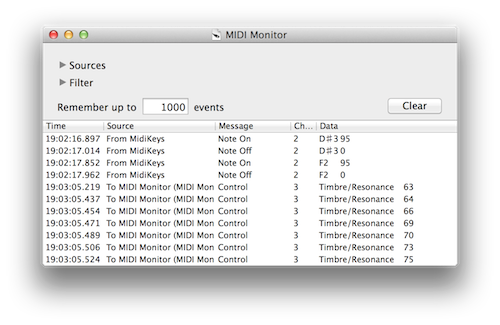 MIDI Monitor
Sources
Filter
Remember up to 1000 events Clear
Time Source Message Ch... Data
19:02:16.897 From MidiKeys Note On 2 D♯3 95
19:02:17.014 From MidiKeys Note Off 2 D♯3 0
19:02:17.852 From MidiKeys Note On 2 F2 95
19:02:17.962 From MidiKeys Note Off 2 F2 0
19:03:05.219 To MIDI Monitor (MIDI Mon Control 3 Timbre/Resonance 63
19:03:05.437 To MIDI Monitor (MIDI Mon Control 3 Timbre/Resonance 64
19:03:05.454 To MIDI Monitor (MIDI Mon Control 3 Timbre/Resonance 66
19:03:05.471 To MIDI Monitor (MIDI Mon Control 3 Timbre/Resonance 69
19:03:05.489 To MIDI Monitor (MIDI Mon Control 3 Timbre/Resonance 70
19:03:05.506 To MIDI Monitor (MIDI Mon Control 3 Timbre/Resonance 73
19:03:05.524 To MIDI Monitor (MIDI Mon Control 3 Timbre/Resonance 75